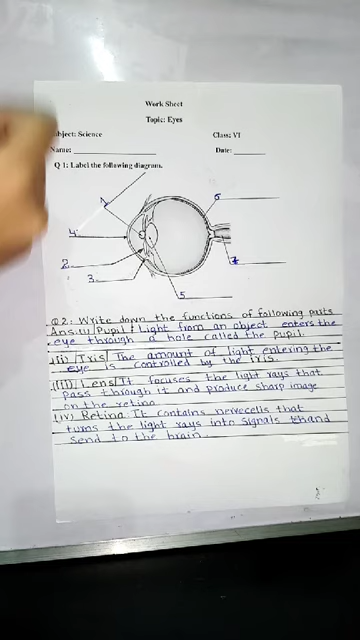 Work Sheet
Topic: Eyes
Subject: Science Class: VI
Name: Date:
Q 1: Label the following diagram.
1
6
4
2
3
5
7
Q2: Write down the functions of following parts
Ans. (i) Pupil: Light from an object enters the
eye through a hole called the pupil.
(ii) Iris: The amount of light entering the
eye is controlled by the iris.
(iii) Lens: It focuses the light rays that
pass through it and produce sharp image
on the retina
(iv) Retina: It contains nervecells that
turns the light rays into signals and
send to the brain.